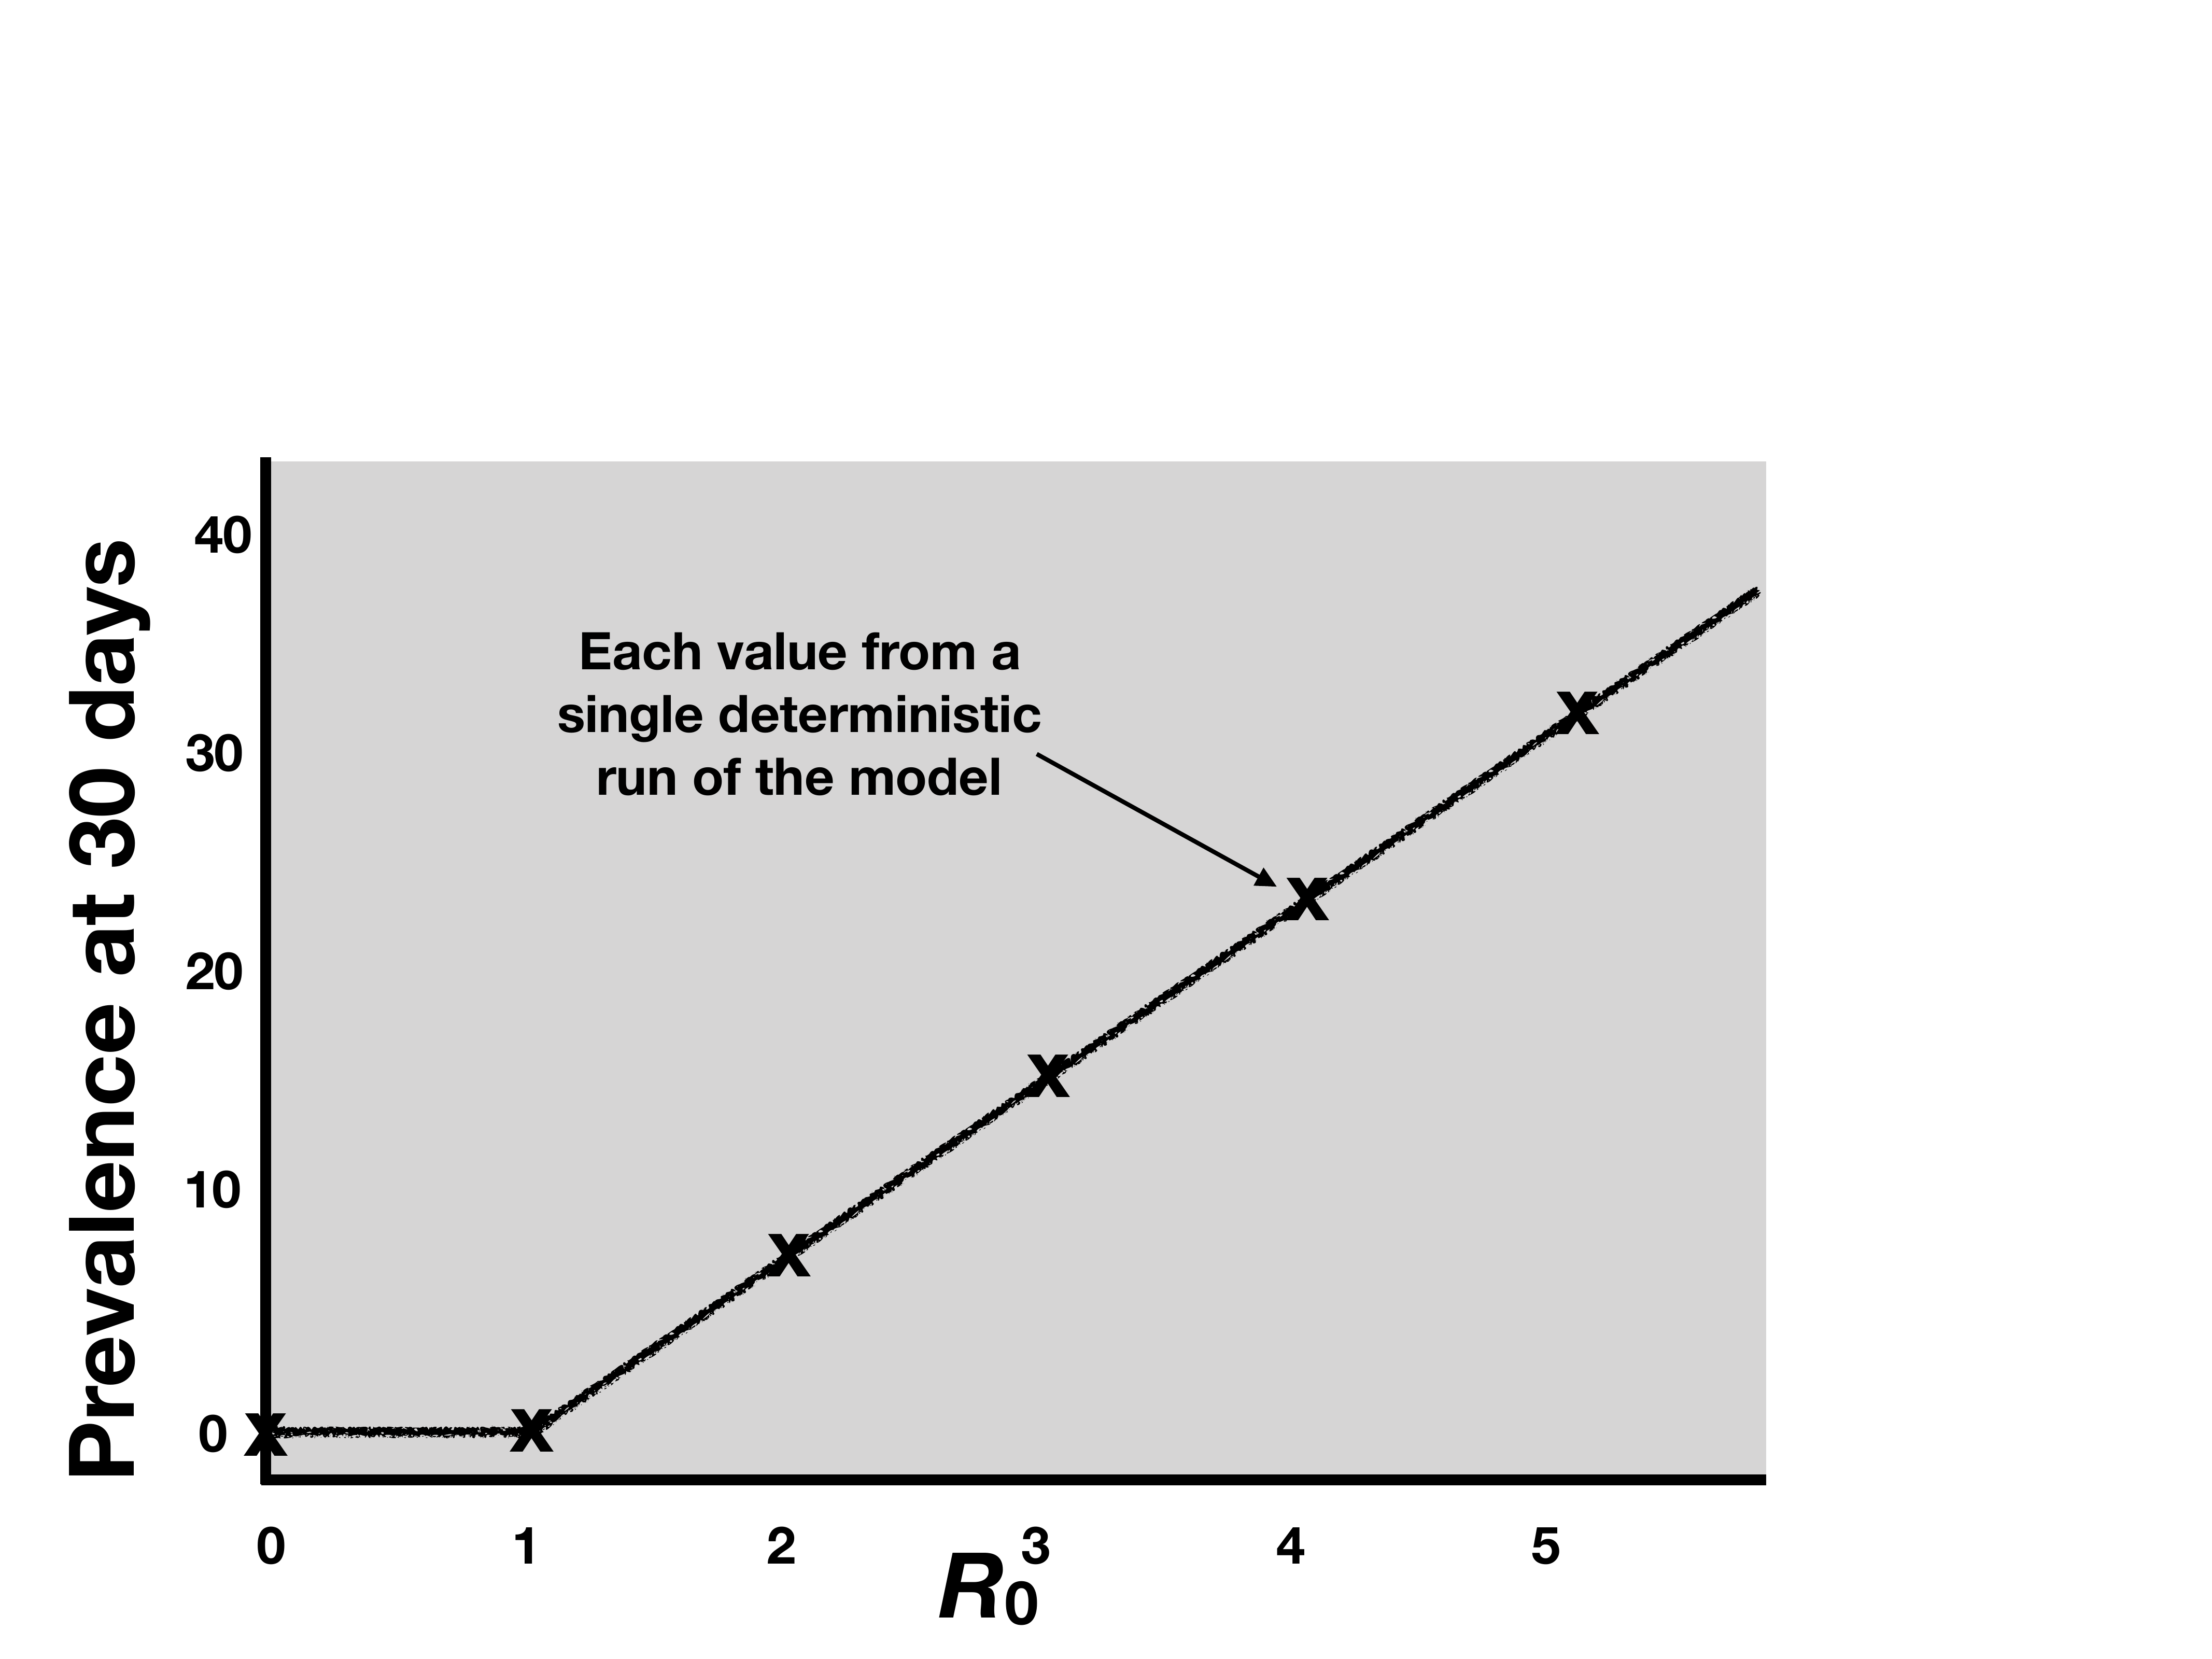 Prevalence at 30 days
40
30
20
10
0
Each value from a
single deterministic
run of the model
x
x
x
x
x
x
0
1
2
3
4
5
R0